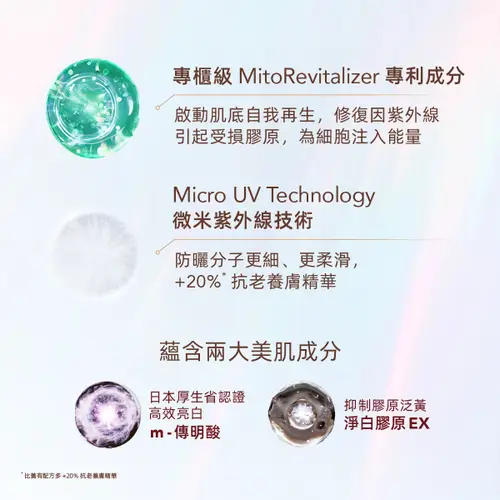 專櫃級 MitoRevitalizer 專利成分
啟動肌底自我再生，修復因紫外線
引起受損膠原，為細胞注入能量
Micro UV Technology
微米紫外線技術
防曬分子更細、更柔滑，
+20%* 抗老養膚精華
蘊含兩大美肌成分
日本厚生省認證
高效亮白
m-傳明酸
抑制膠原泛黃
淨白膠原EX
*比舊有配方多 +20% 抗老養膚精華